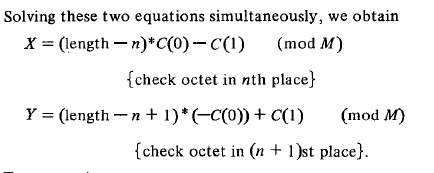 Solving these two equations simultaneously, we obtain
X = (length − n)*C(0) − C(1) (mod M)
{check octet in nth place}
Y = (length − n + 1)*(−C(0)) + C(1) (mod M)
{check octet in (n + 1)st place}.